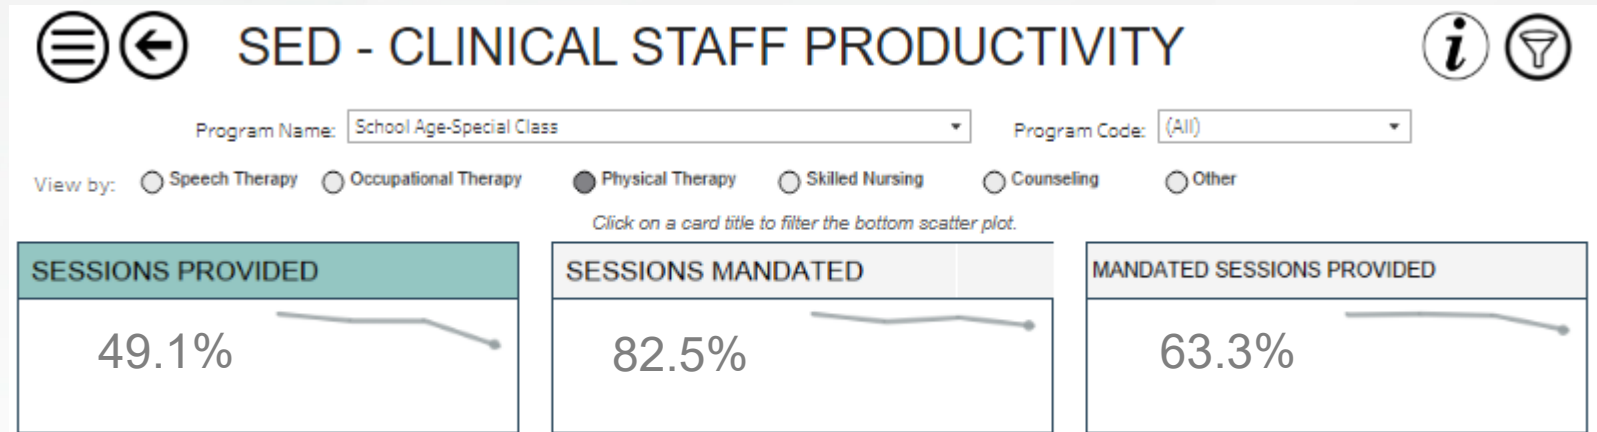 SED - CLINICAL STAFF PRODUCTIVITY
i
Program Name: School Age-Special Class
Program Code: (All)
View by: Speech Therapy Occupational Therapy Physical Therapy Skilled Nursing Counseling Other
Click on a card title to filter the bottom scatter plot.
SESSIONS PROVIDED
49.1%
SESSIONS MANDATED
82.5%
MANDATED SESSIONS PROVIDED
63.3%